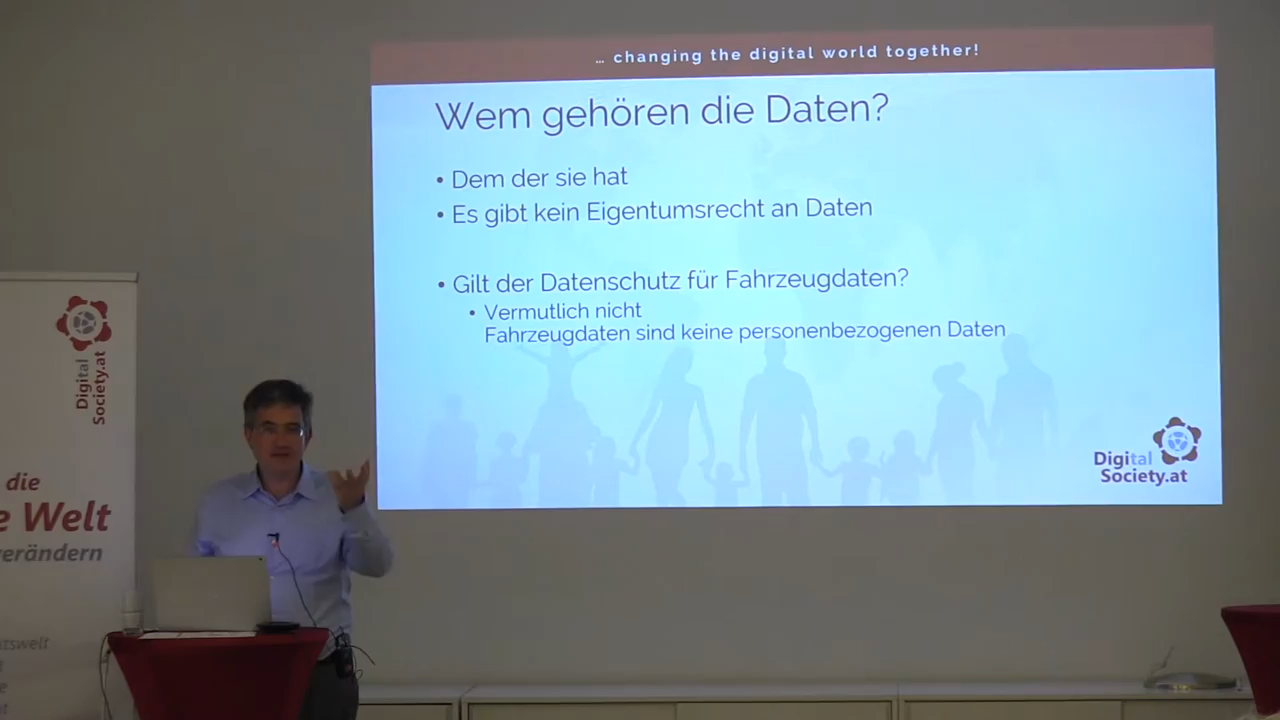 … changing the digital world together!
Wem gehören die Daten?
• Dem der sie hat
• Es gibt kein Eigentumsrecht an Daten
• Gilt der Datenschutz für Fahrzeugdaten?
• Vermutlich nicht
Fahrzeugdaten sind keine personenbezogenen Daten
Digital
Society.at
Digital
Society.at
die
e Welt
erändern